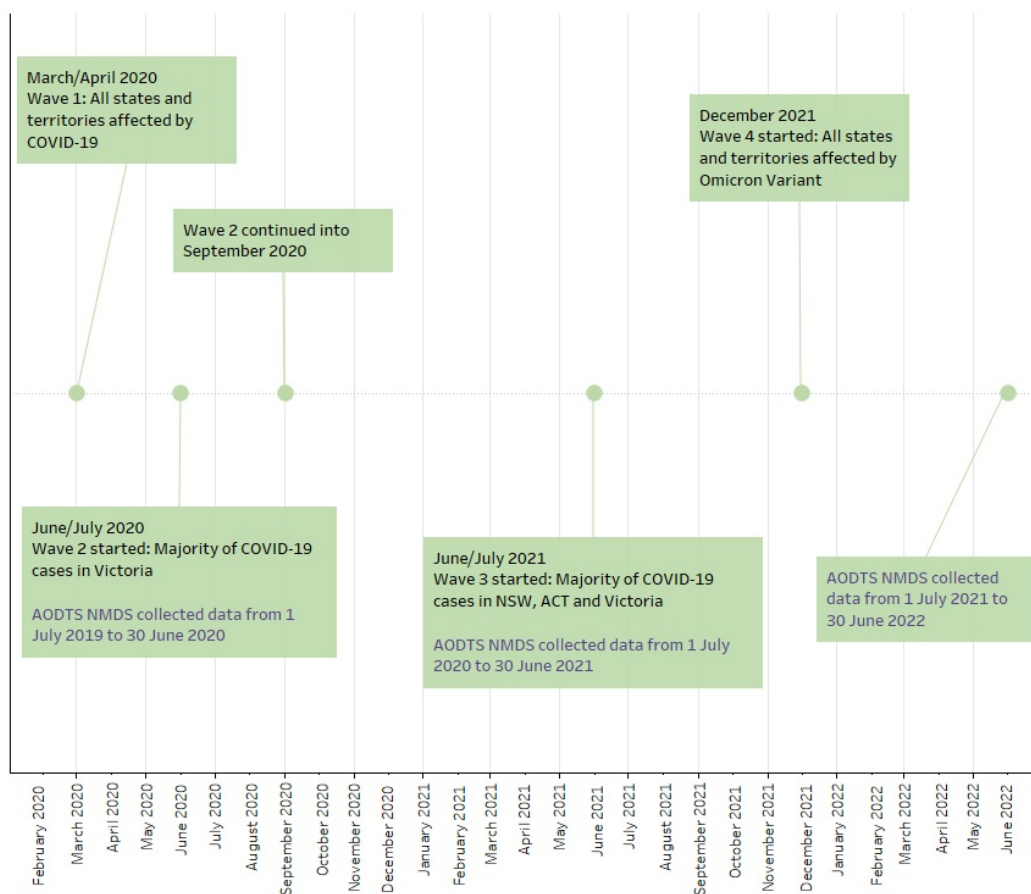 March/April 2020
Wave 1: All states and
territories affected by
COVID-19
December 2021
Wave 4 started: All states
and territories affected by
Omicron Variant
Wave 2 continued into
September 2020
June/July 2020
Wave 2 started: Majority of COVID-19
cases in Victoria
AODTS NMDS collected data from 1
July 2019 to 30 June 2020
June/July 2021
Wave 3 started: Majority of COVID-19
cases in NSW, ACT and Victoria
AODTS NMDS collected data from 1 July
2020 to 30 June 2021
AODTS NMDS collected
data from 1 July 2021 to
30 June 2022
February 2020
March 2020
April 2020
May 2020
June 2020
July 2020
August 2020
September 2020
October 2020
November 2020
December 2020
January 2021
February 2021
March 2021
April 2021
May 2021
June 2021
July 2021
August 2021
September 2021
October 2021
November 2021
December 2021
January 2022
February 2022
March 2022
April 2022
May 2022
June 2022